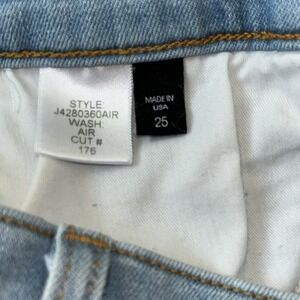 STYLE
J4280360AIR
WASH
AIR
CUT #
176
MADE IN
USA
25